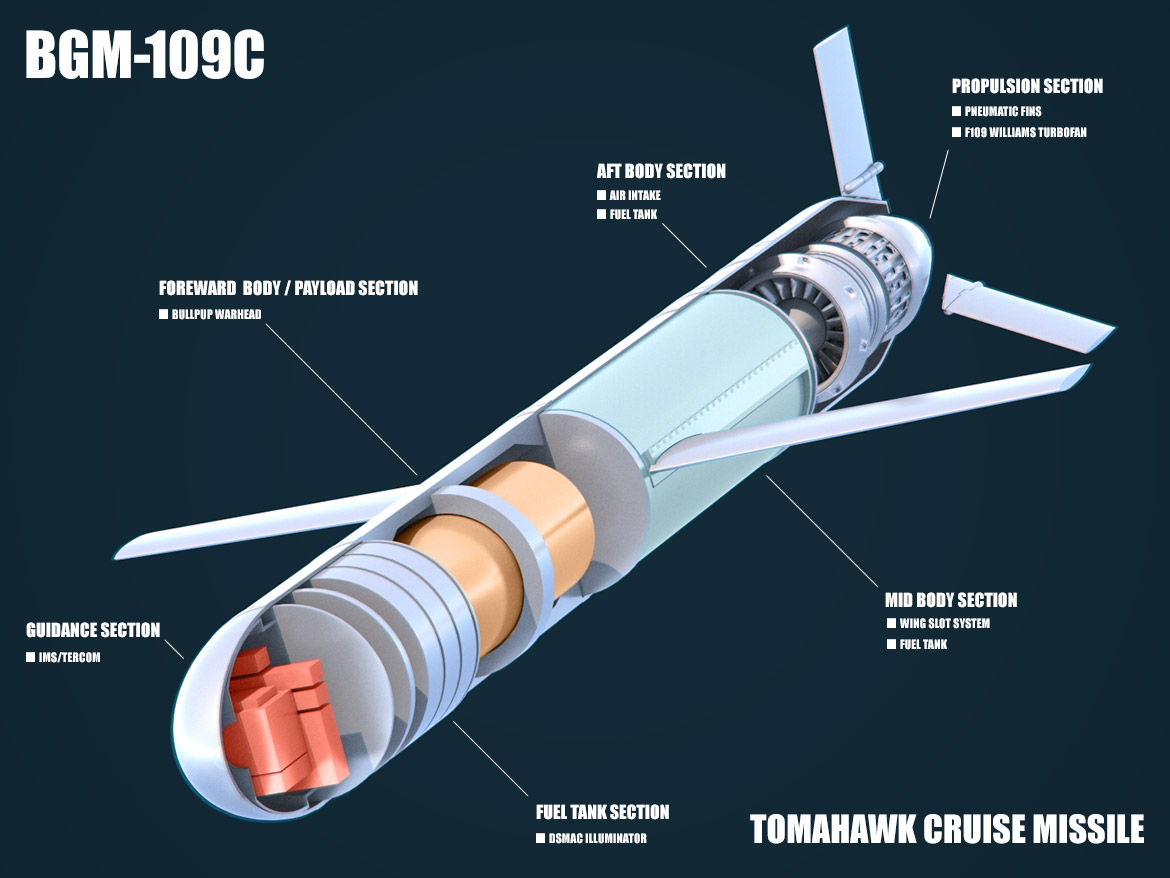 BGM-109C
PROPULSION SECTION
PNEUMATIC FINS
F109 WILLIAMS TURBOFAN
AFT BODY SECTION
AIR INTAKE
FUEL TANK
FOREWARD BODY / PAYLOAD SECTION
BULLPUP WARHEAD
MID BODY SECTION
WING SLOT SYSTEM
FUEL TANK
GUIDANCE SECTION
IMS/TERCOM
FUEL TANK SECTION
DSMAC ILLUMINATOR
TOMAHAWK CRUISE MISSILE